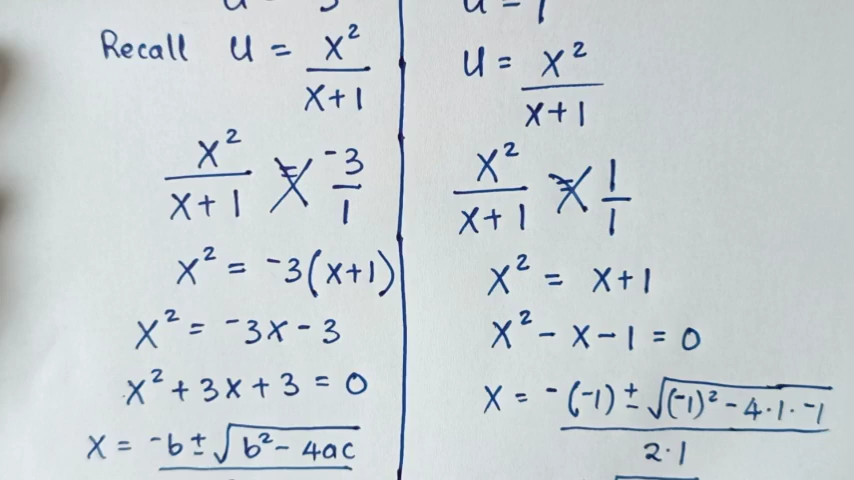 Recall u = x²/(x+1)
x²/(x+1) = -3/1
x² = -3(x+1)
x² = -3x - 3
x² + 3x + 3 = 0
x = -b ± √(b² - 4ac)
u = x²/(x+1)
x²/(x+1) = 1/1
x² = x+1
x² - x - 1 = 0
x = -(-1) ± √((-1)² - 4·1·-1) / 2·1